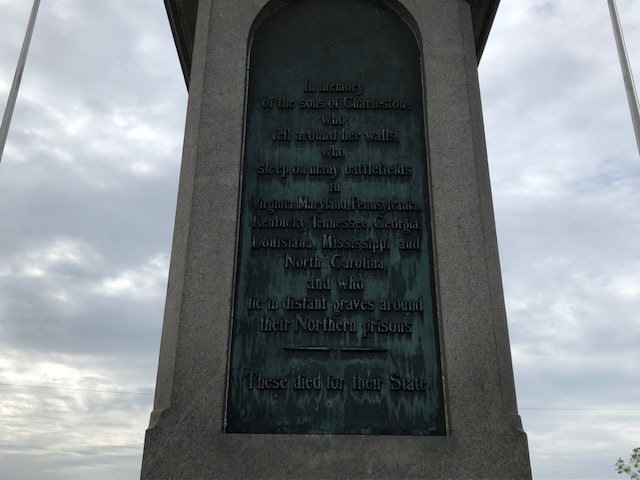 In memory
of the sons of Charleston,
who
fell around her walls,
who
sleep on many battlefields
in
Virginia, Maryland, Pennsylvania,
Kentucky, Tennessee, Georgia,
Louisiana, Mississippi and
North Carolina,
and who
lie in distant graves around
their Northern prisons
These died for their State.